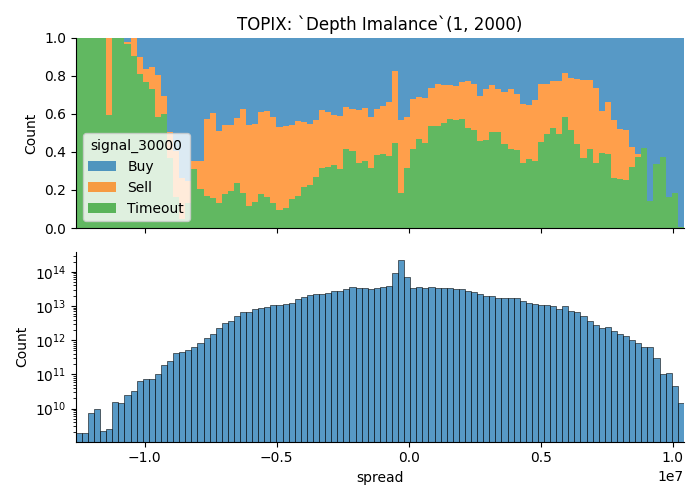 TOPIX: `Depth Imalance`(1, 2000)
1.0
0.8
0.6
0.4
0.2
0.0
Count
signal_30000
Buy
Sell
Timeout
10^14
10^13
10^12
10^11
10^10
Count
−1.0 −0.5 0.0 0.5 1.0
spread
1e7